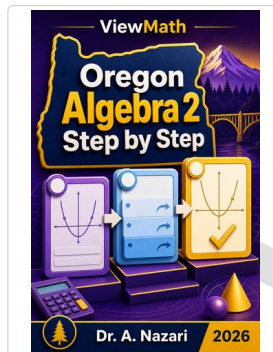 ViewMath
Oregon
Algebra 2
Step by Step
Dr. A. Nazari
2026